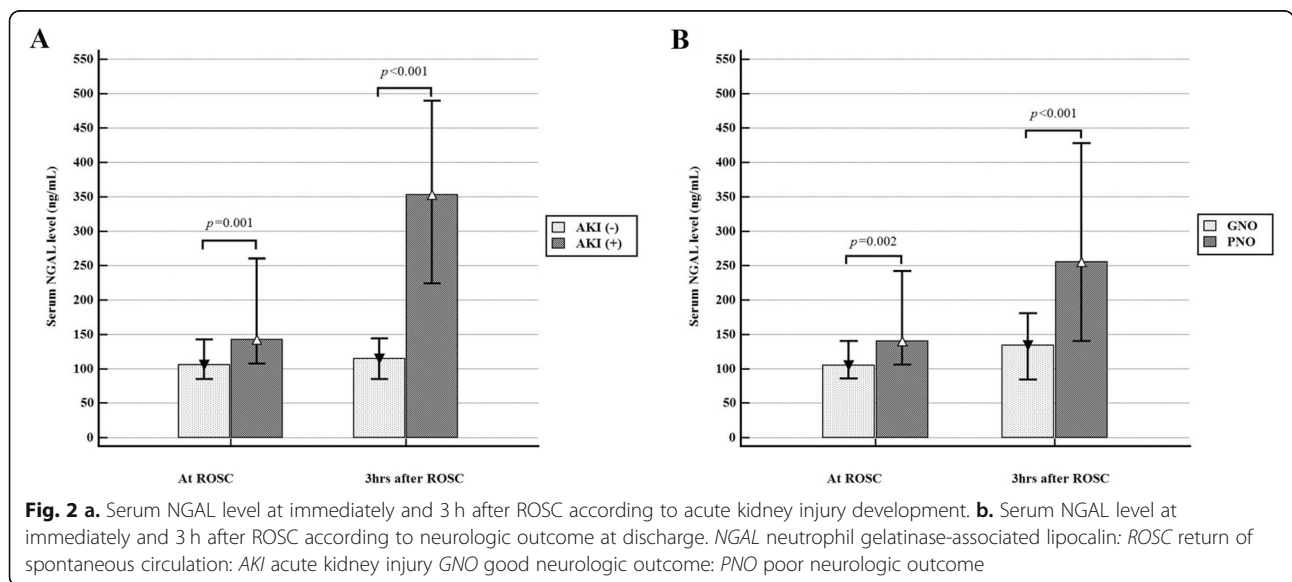 A
Serum NGAL level (ng/mL)
550
500
450
400
350
300
250
200
150
100
50
0
p=0.001
p<0.001
At ROSC
3hrs after ROSC
AKI (-)
AKI (+)
B
Serum NGAL level (ng/mL)
550
500
450
400
350
300
250
200
150
100
50
0
p=0.002
p<0.001
At ROSC
3hrs after ROSC
GNO
PNO
Fig. 2 a. Serum NGAL level at immediately and 3 h after ROSC according to acute kidney injury development. b. Serum NGAL level at
immediately and 3 h after ROSC according to neurologic outcome at discharge. NGAL neutrophil gelatinase-associated lipocalin: ROSC return of
spontaneous circulation: AKI acute kidney injury GNO good neurologic outcome: PNO poor neurologic outcome